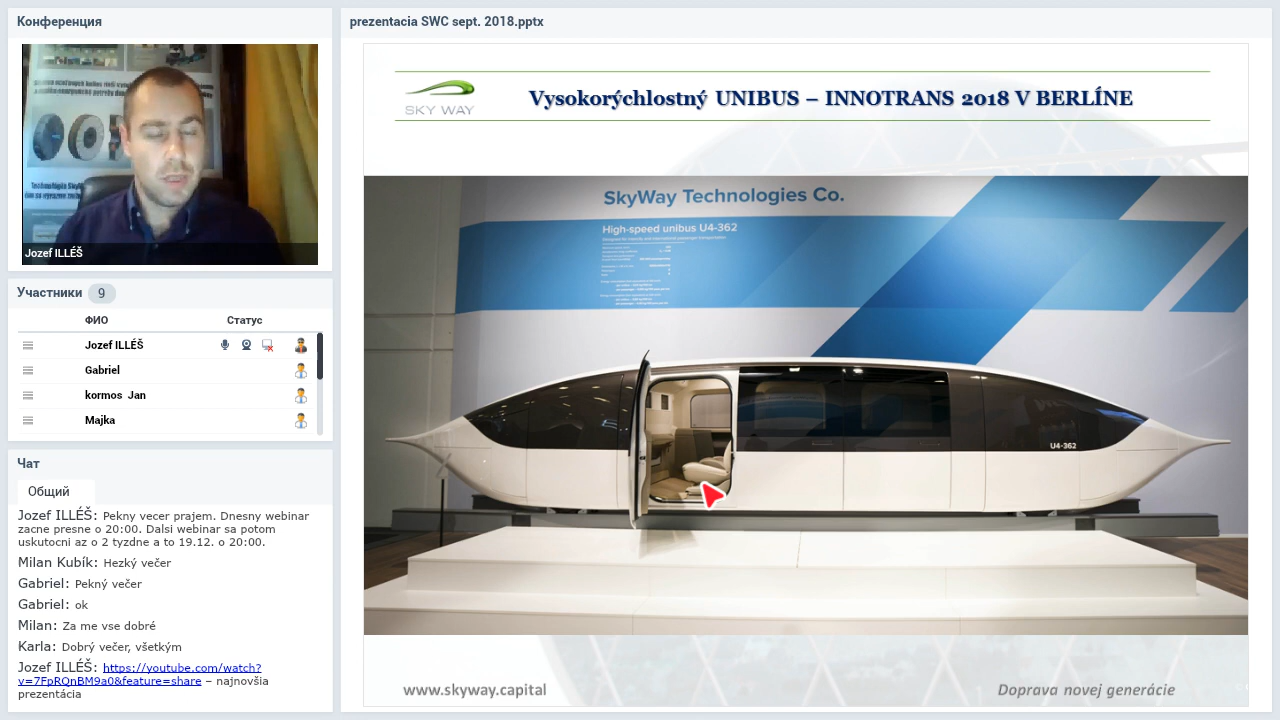 Конференция
Jozef ILLÉŠ
Участники 9
ФИО Статус
Jozef ILLÉŠ
Gabriel
kormos Jan
Majka
Чат
Общий
Jozef ILLÉŠ: Pekny vecer prajem. Dnesny webinar
zacne presne o 20:00. Dalsi webinar sa potom
uskutocni az o 2 tyzdne a to 19.12. o 20:00.
Milan Kubík: Hezký večer
Gabriel: Pekný večer
Gabriel: ok
Milan: Za me vse dobré
Karla: Dobrý večer, všetkým
Jozef ILLÉŠ: https://youtube.com/watch?
v=7FpRQnBM9a0&feature=share – najnovšia
prezentácia
prezentacia SWC sept. 2018.pptx
SKY WAY
Vysokorýchlostný UNIBUS – INNOTRANS 2018 V BERLÍNE
SkyWay Technologies Co.
High-speed unibus U4-362
U4-362
www.skyway.capital
Doprava novej generácie